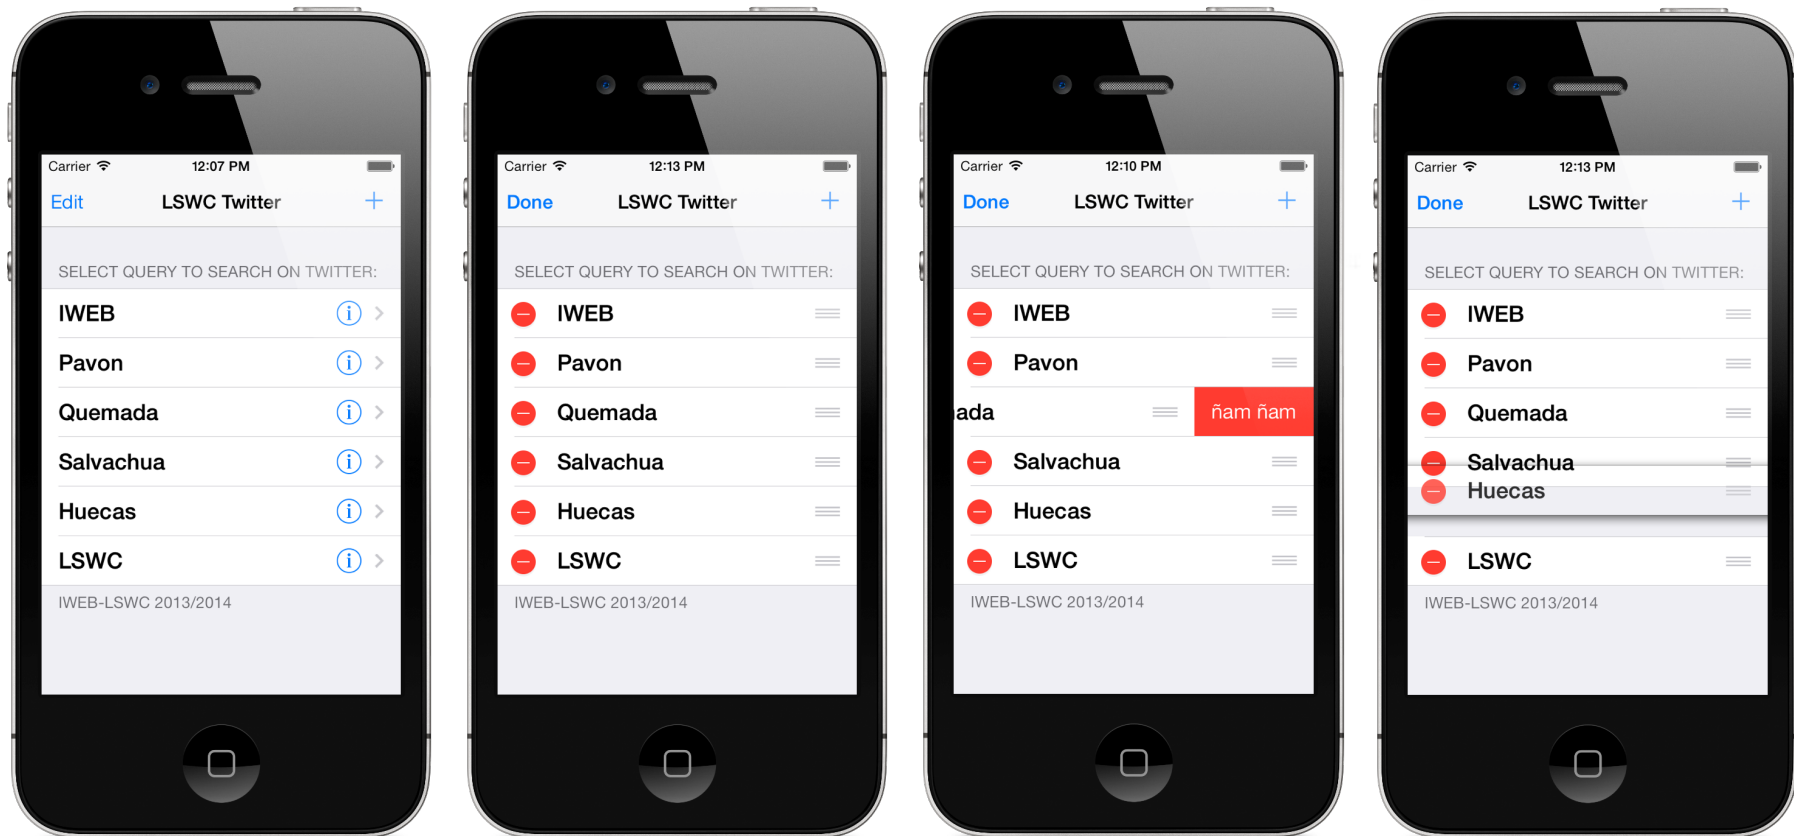 Carrier 12:07 PM
Edit LSWC Twitter +
SELECT QUERY TO SEARCH ON TWITTER:
IWEB
Pavon
Quemada
Salvachua
Huecas
LSWC
IWEB-LSWC 2013/2014
Carrier 12:13 PM
Done LSWC Twitter +
SELECT QUERY TO SEARCH ON TWITTER:
IWEB
Pavon
Quemada
Salvachua
Huecas
LSWC
IWEB-LSWC 2013/2014
Carrier 12:10 PM
Done LSWC Twitter +
SELECT QUERY TO SEARCH ON TWITTER:
IWEB
Pavon
nada ñam ñam
Salvachua
Huecas
LSWC
IWEB-LSWC 2013/2014
Carrier 12:13 PM
Done LSWC Twitter +
SELECT QUERY TO SEARCH ON TWITTER:
IWEB
Pavon
Quemada
Salvachua
Huecas
LSWC
IWEB-LSWC 2013/2014